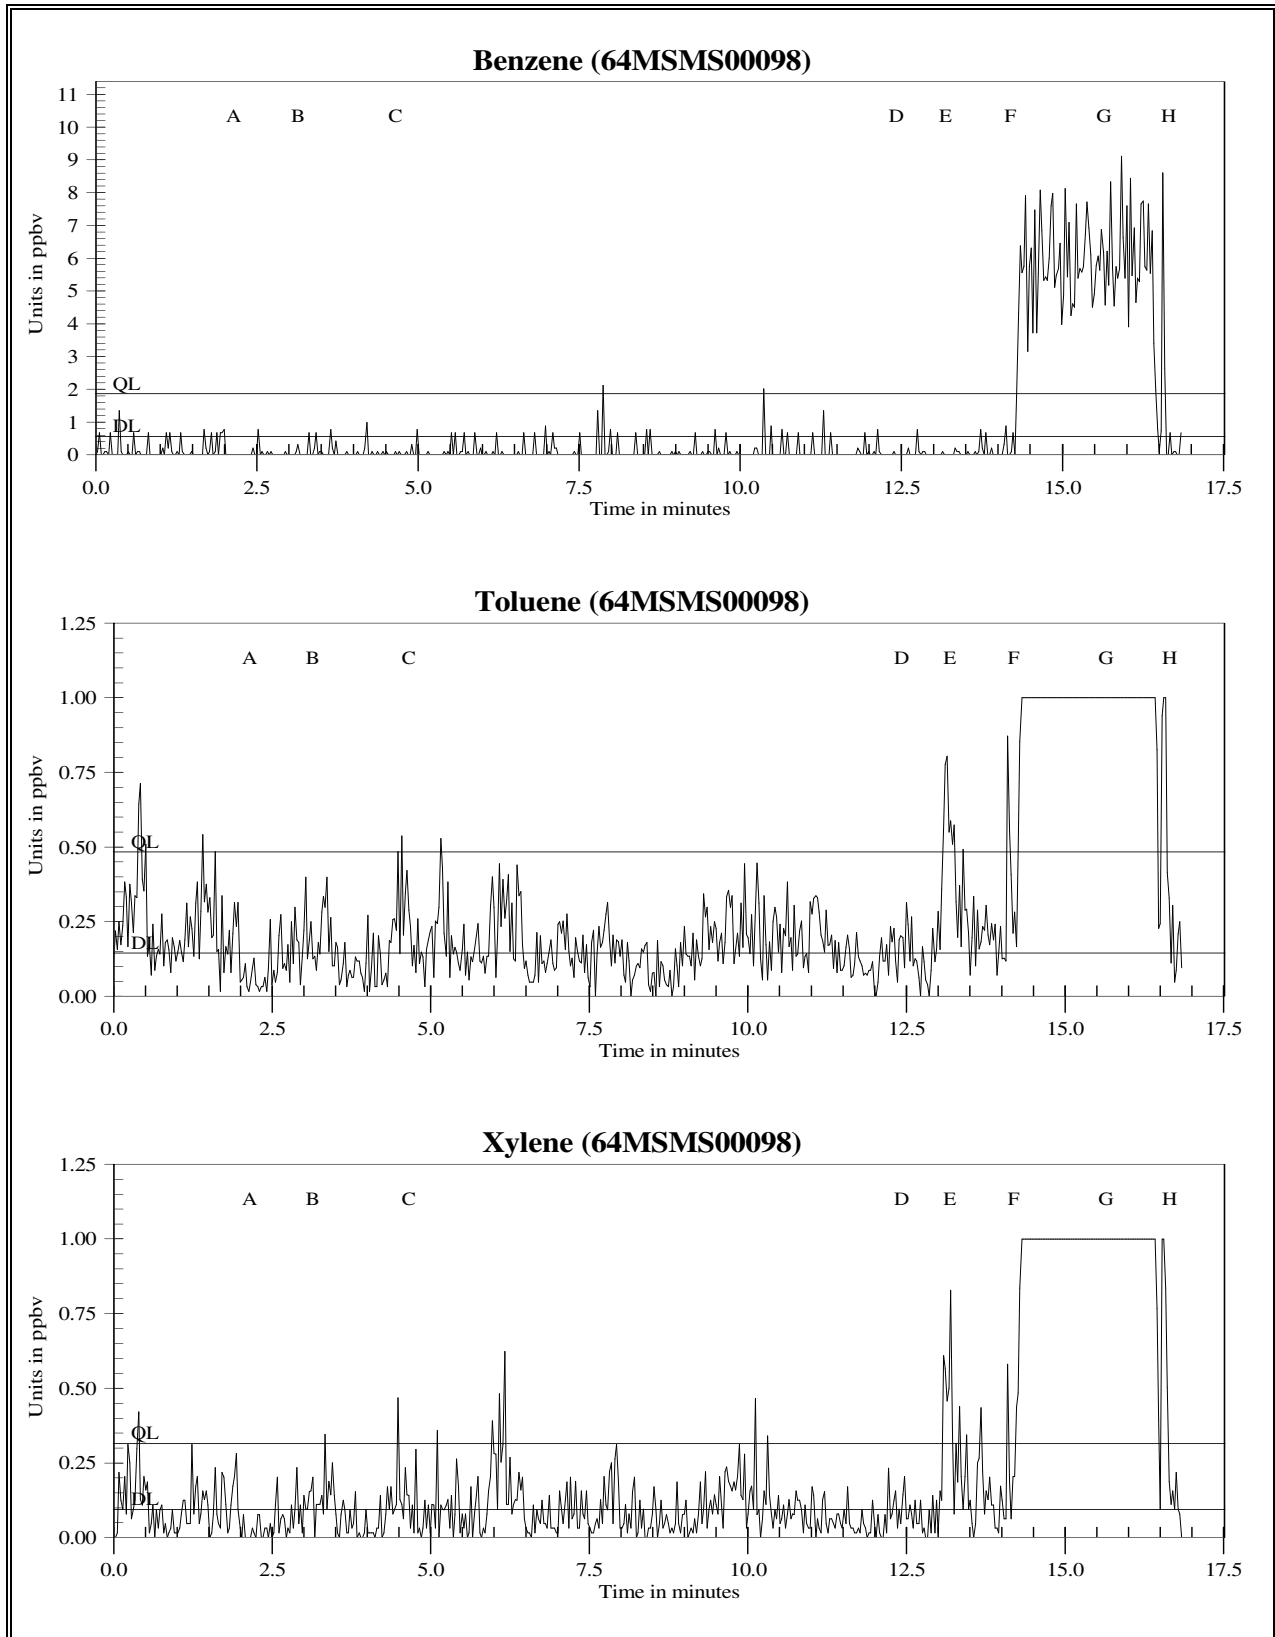 Benzene (64MSMS00098)
11
10
9
8
7
6
5
4
3
2
1
0
Units in ppbv
A B C D E F G H
QL
DL
0.0 2.5 5.0 7.5 10.0 12.5 15.0 17.5
Time in minutes
Toluene (64MSMS00098)
1.25
1.00
0.75
0.50
0.25
0.00
Units in ppbv
A B C D E F G H
QL
DL
0.0 2.5 5.0 7.5 10.0 12.5 15.0 17.5
Time in minutes
Xylene (64MSMS00098)
1.25
1.00
0.75
0.50
0.25
0.00
Units in ppbv
A B C D E F G H
QL
DL
0.0 2.5 5.0 7.5 10.0 12.5 15.0 17.5
Time in minutes